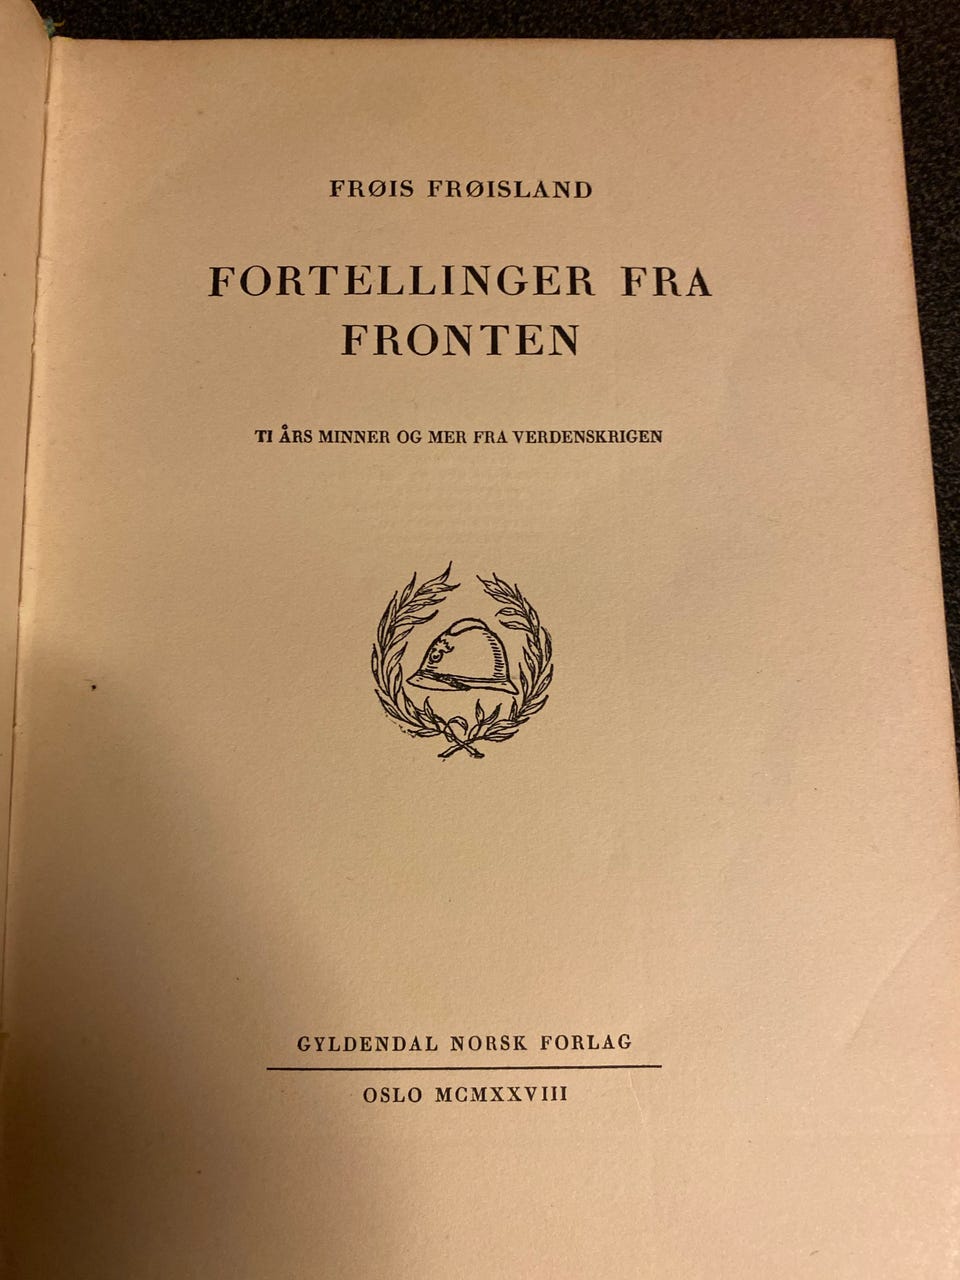 FRØIS FRØISLAND
FORTELLINGER FRA
FRONTEN
TI ÅRS MINNER OG MER FRA VERDENSKRIGEN
GYLDENDAL NORSK FORLAG
OSLO MCMXXVIII